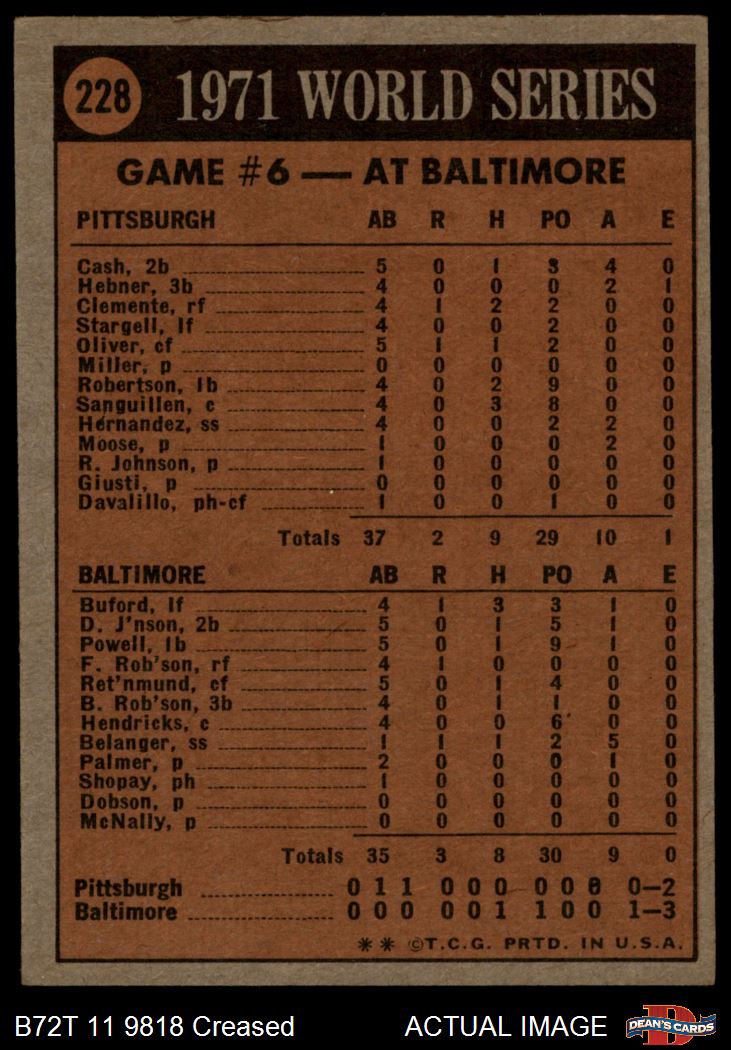 228 1971 WORLD SERIES
GAME #6 — AT BALTIMORE
PITTSBURGH AB R H PO A E
Cash, 2b 5 0 1 3 4 0
Hebner, 3b 4 0 0 0 2 1
Clemente, rf 4 1 2 2 0 0
Stargell, lf 4 0 0 2 0 0
Oliver, cf 5 1 1 2 0 0
Miller, p 0 0 0 0 0 0
Robertson, 1b 4 0 2 9 0 0
Sanguillen, c 4 0 3 8 0 0
Hernandez, ss 4 0 0 2 2 0
Moose, p 1 0 0 0 2 0
R. Johnson, p 1 0 0 0 0 0
Giusti, p 0 0 0 0 0 0
Davalillo, ph-cf 1 0 0 1 0 0
Totals 37 2 9 29 10 1
BALTIMORE AB R H PO A E
Buford, lf 4 1 3 3 1 0
D. J'nson, 2b 5 0 1 5 1 0
Powell, 1b 5 0 1 9 1 0
F. Rob'son, rf 4 1 0 0 0 0
Ret'nmund, cf 5 0 1 4 0 0
B. Rob'son, 3b 4 0 1 1 0 0
Hendricks, c 4 0 0 6 0 0
Belanger, ss 1 1 1 2 5 0
Palmer, p 2 0 0 0 1 0
Shopay, ph 1 0 0 0 0 0
Dobson, p 0 0 0 0 0 0
McNally, p 0 0 0 0 0 0
Totals 35 3 8 30 9 0
Pittsburgh 0 1 1 0 0 0 0 0 0 0—2
Baltimore 0 0 0 0 0 1 1 0 0 1—3
** ©T.C.G. PRTD. IN U.S.A.
B72T 11 9818 Creased ACTUAL IMAGE DEAN'S CARDS